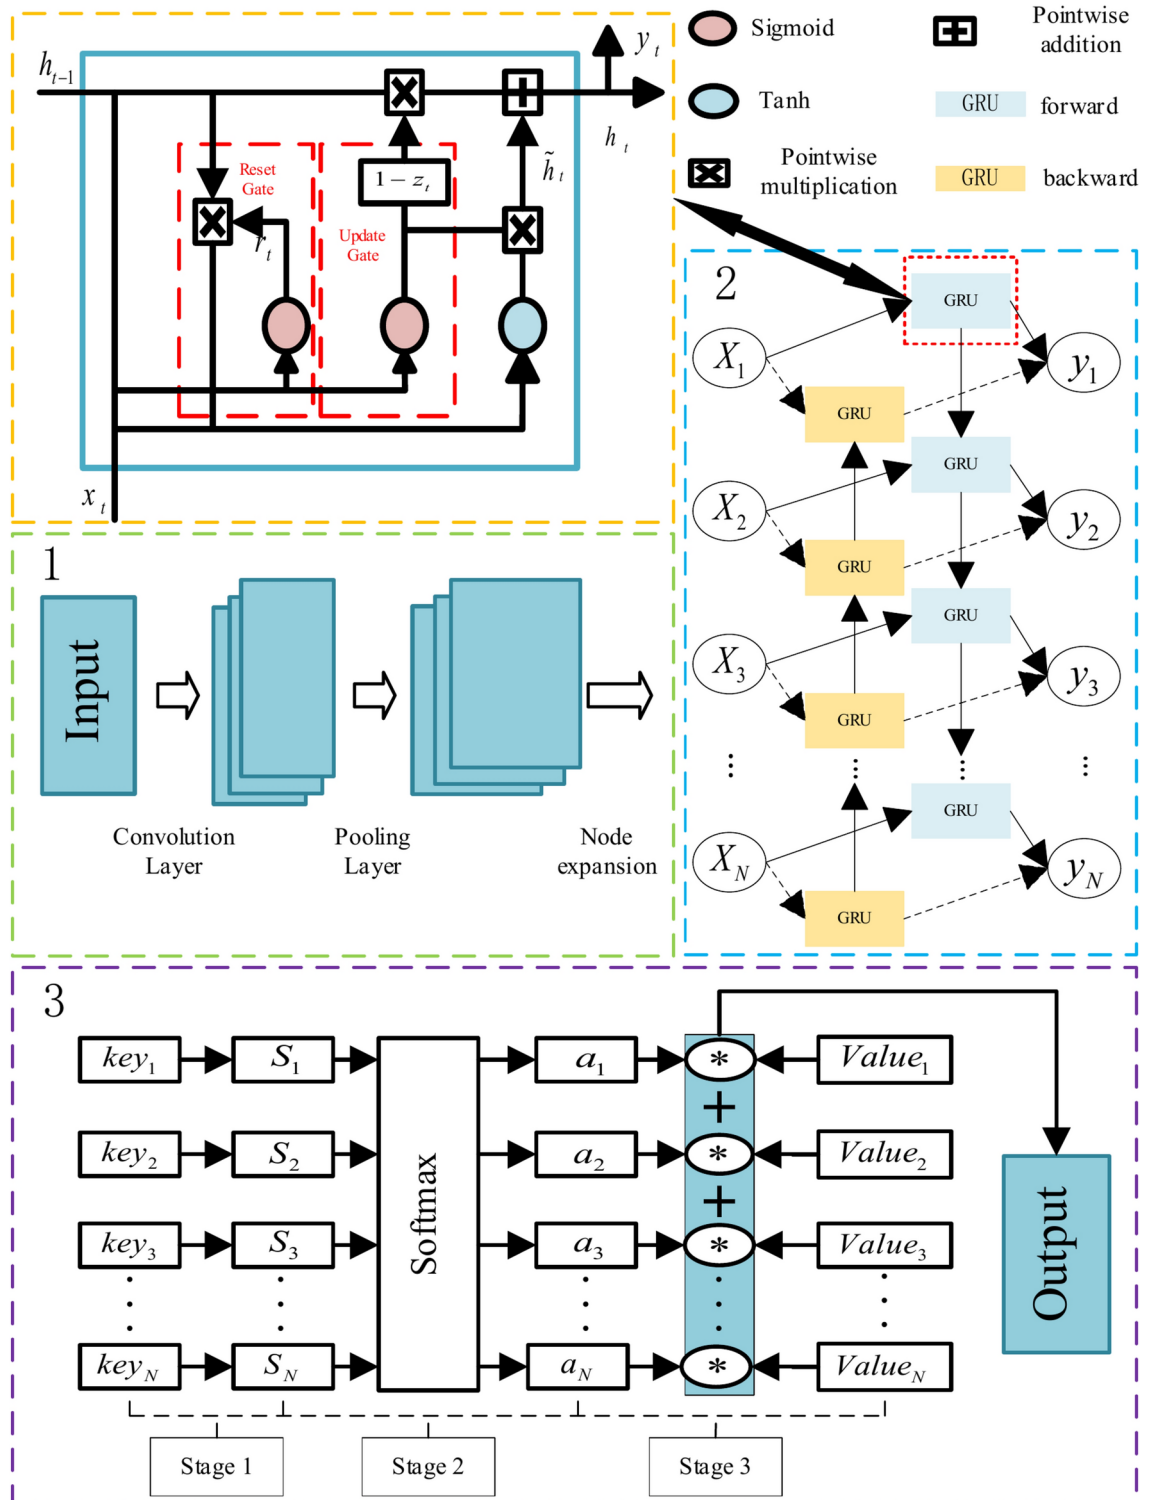 h_{t-1}
y_t
h_t
Reset
Gate
r_t
1 − z_t
Update
Gate
h̃_t
x_t
Sigmoid
Pointwise
addition
Tanh
GRU
forward
Pointwise
multiplication
GRU
backward
1
Input
Convolution
Layer
Pooling
Layer
Node
expansion
2
GRU
X_1
y_1
GRU
GRU
X_2
y_2
GRU
GRU
X_3
y_3
GRU
GRU
X_N
y_N
GRU
3
key_1 S_1 a_1 * Value_1
+
key_2 S_2 a_2 * Value_2
+
key_3 S_3 a_3 * Value_3
key_N S_N a_N * Value_N
Softmax
Output
Stage 1
Stage 2
Stage 3